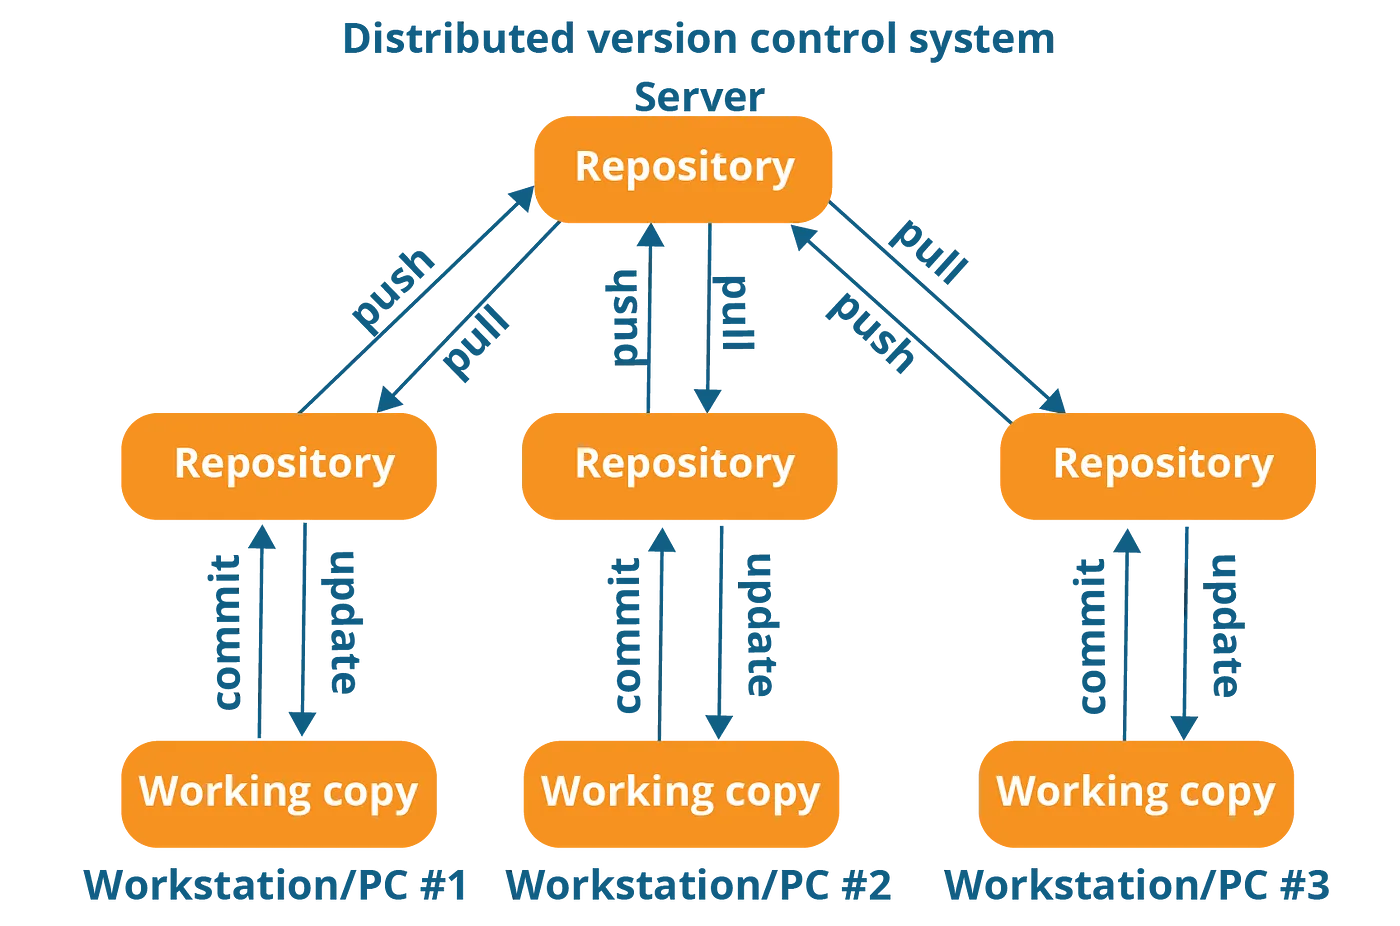 Distributed version control system
Server
Repository
push
pull
push
pull
push
pull
Repository
Repository
Repository
commit
update
commit
update
commit
update
Working copy
Working copy
Working copy
Workstation/PC #1
Workstation/PC #2
Workstation/PC #3